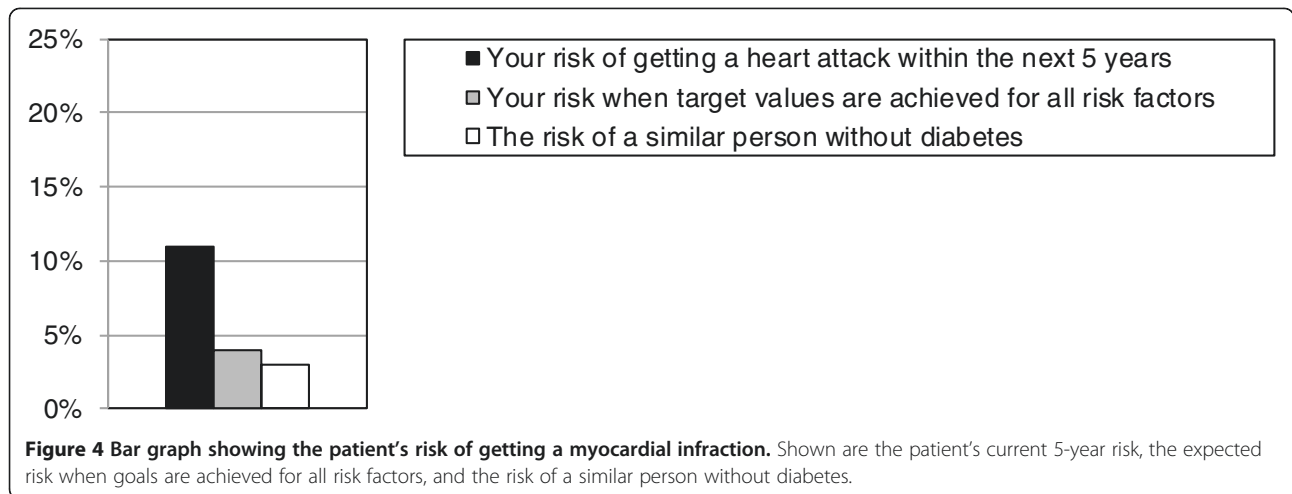 25%
20%
15%
10%
5%
0%
Your risk of getting a heart attack within the next 5 years
Your risk when target values are achieved for all risk factors
The risk of a similar person without diabetes
Figure 4 Bar graph showing the patient's risk of getting a myocardial infraction. Shown are the patient's current 5-year risk, the expected
risk when goals are achieved for all risk factors, and the risk of a similar person without diabetes.